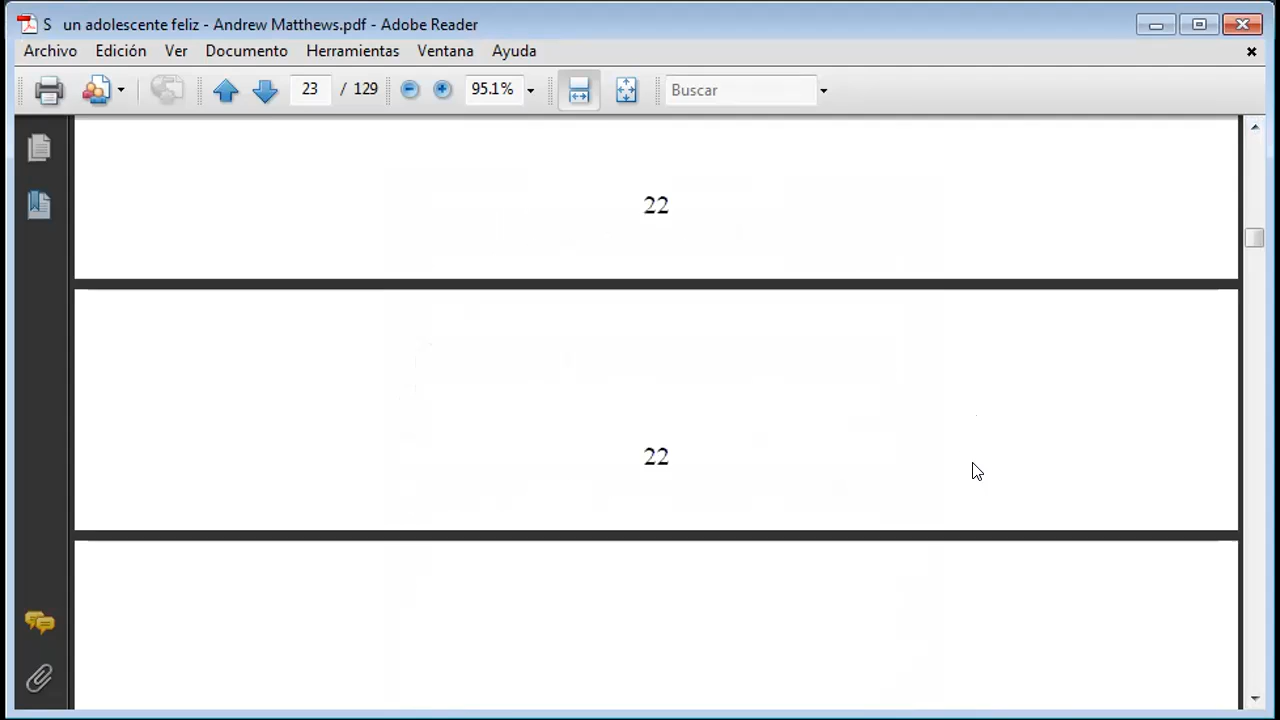 S un adolescente feliz - Andrew Matthews.pdf - Adobe Reader
Archivo Edición Ver Documento Herramientas Ventana Ayuda
23 / 129 95.1% Buscar
22
22